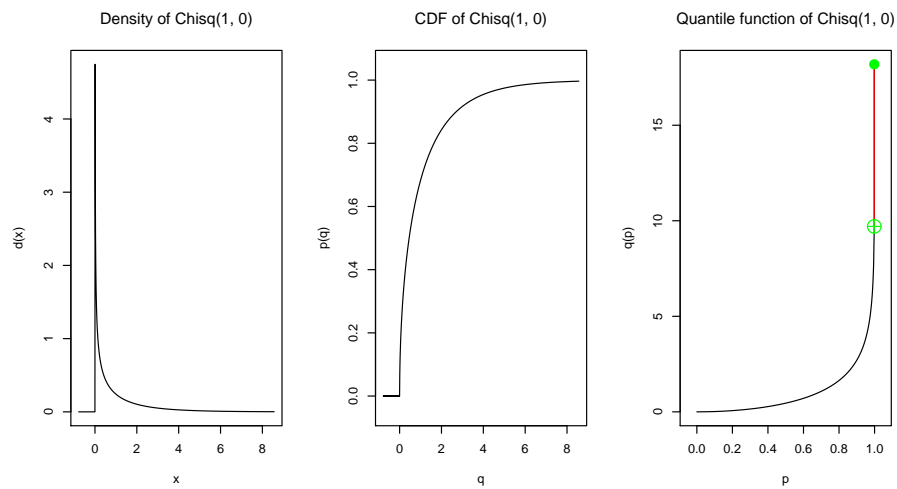 Density of Chisq(1, 0)
d(x)
0
1
2
3
4
0 2 4 6 8
x
CDF of Chisq(1, 0)
p(q)
0.0
0.2
0.4
0.6
0.8
1.0
0 2 4 6 8
q
Quantile function of Chisq(1, 0)
q(p)
0
5
10
15
0.0 0.2 0.4 0.6 0.8 1.0
p